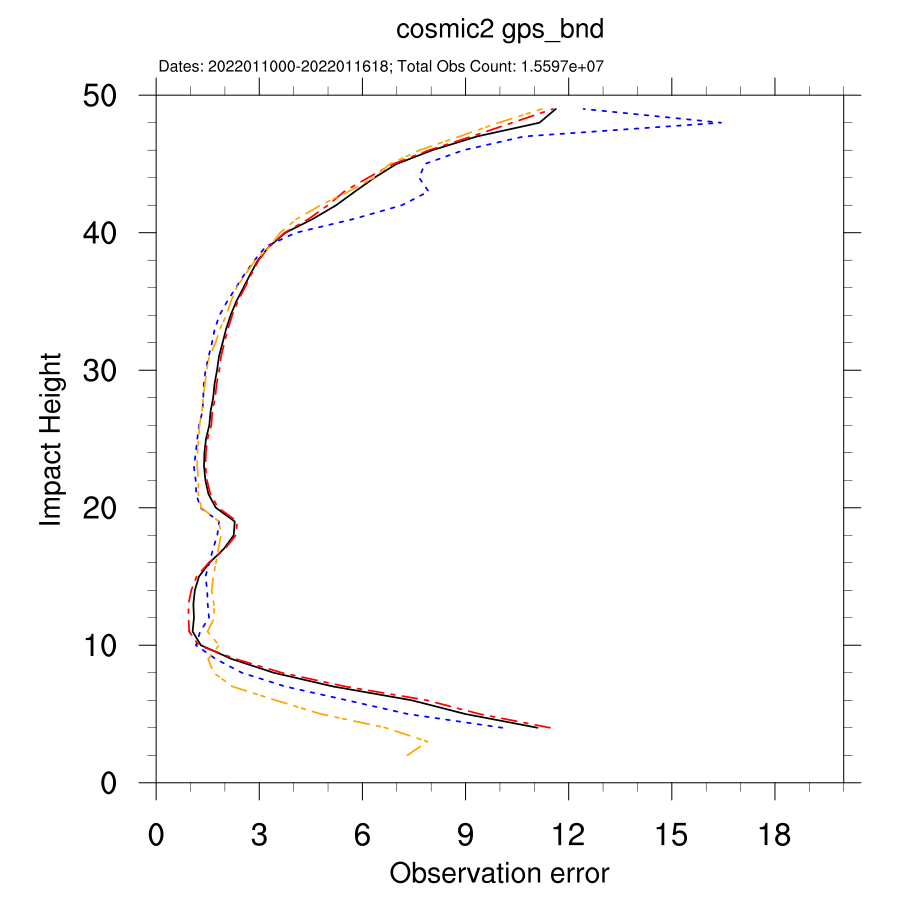 cosmic2 gps_bnd
Dates: 2022011000-2022011618; Total Obs Count: 1.5597e+07
50
40
30
20
10
0
Impact Height
0 3 6 9 12 15 18
Observation error